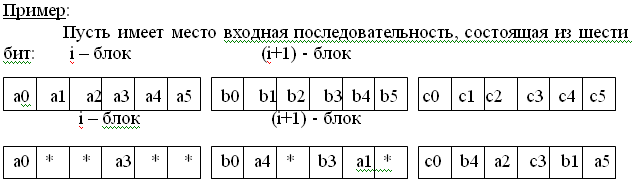 Пример:
Пусть имеет место входная последовательность, состоящая из шести
бит: i – блок (i+1) - блок
a0 a1 a2 a3 a4 a5 b0 b1 b2 b3 b4 b5 c0 c1 c2 c3 c4 c5
i – блок (i+1) - блок
a0 * * a3 * * b0 a4 * b3 a1 * c0 b4 a2 c3 b1 a5